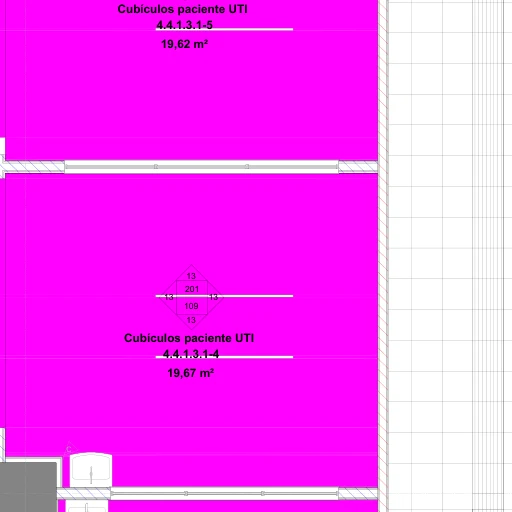 Cubículos paciente UTI
4.4.1.3.1-5
19,62 m²
13
201
13 13
109
13
Cubículos paciente UTI
4.4.1.3.1-4
19,67 m²